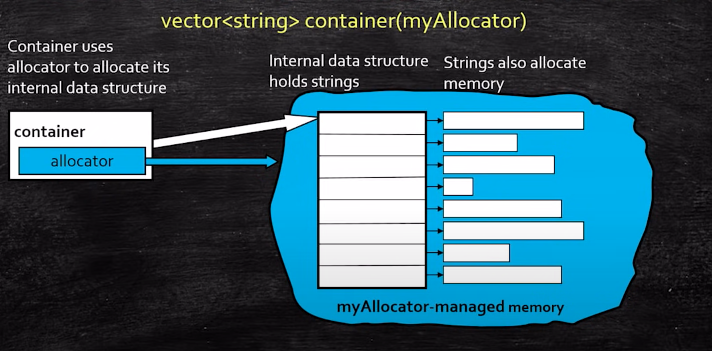 vector<string> container(myAllocator)
Container uses
allocator to allocate its
internal data structure
Internal data structure
holds strings
Strings also allocate
memory
container
allocator
myAllocator-managed memory